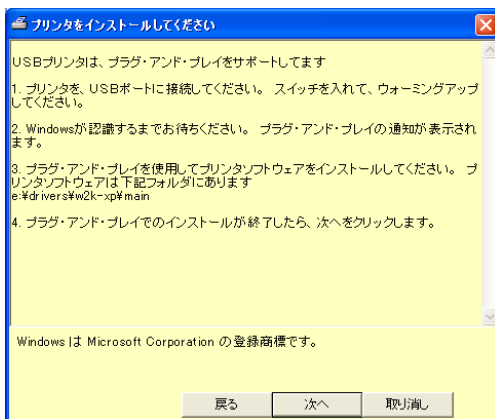 プリンタをインストールしてください
USBプリンタは、プラグ・アンド・プレイをサポートしてます
1. プリンタを、USBポートに接続してください。 スイッチを入れて、ウォーミングアップ
してください。
2. Windowsが認識するまでお待ちください。 プラグ・アンド・プレイの通知が表示され
ます。
3. プラグ・アンド・プレイを使用してプリンタソフトウェアをインストールしてください。 プ
リンタソフトウェアは下記フォルダにあります
e:¥drivers¥w2k-xp¥main
4. プラグ・アンド・プレイでのインストールが終了したら、次へをクリックします。
Windows は Microsoft Corporation の登録商標です。
戻る 次へ 取り消し